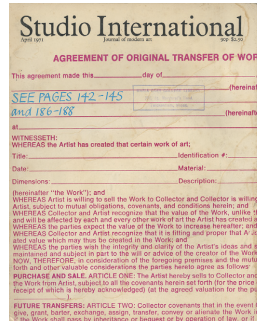 Studio International
April 1971 Journal of modern art 90p $2.50
AGREEMENT OF ORIGINAL TRANSFER OF WOR
This agreement made this day of
(hereinaf
SEE PAGES 142 - 145
and 186 - 188
(hereinafte
at
WITNESSETH:
WHEREAS the Artist has created that certain work of art;
Title: Identification #:
Date: Material:
Dimensions: Description:
(hereinafter "the Work"); and
WHEREAS Artist is willing to sell the Work to Collector and Collector is willing
Artist, subject to mutual obligations, covenants, and conditions herein; and
WHEREAS Collector and Artist recognize that the value of the Work, unlike t
and will be affected by each and every other work of art the Artist has created a
WHEREAS the parties expect the value of the Work to increase hereafter; and
WHEREAS Collector and Artist recognize that it is fitting and proper that A
ated value which may thus be created in the Work; and
WHEREAS the parties wish the integrity and clarity of the Artist's ideas and s
maintained and subject in part to the will or advice of the creator of the Work
NOW, THEREFORE, in consideration of the foregoing premises and the mutu
forth and other valuable considerations the parties hereto agree as follows
PURCHASE AND SALE. ARTICLE ONE: The Artist hereby sells to Collector and
from the Work from Artist, subject to all the covenants herein set forth (for the price
receipt of which is hereby acknowledged) (at the agreed valuation for the pu
).
FUTURE TRANSFERS: ARTICLE TWO: Collector covenants that in the event
give, grant, barter, exchange, assign, transfer, convey or alienate the Work i
if the Work shall pass by inheritance or bequest or by operation of law, or if